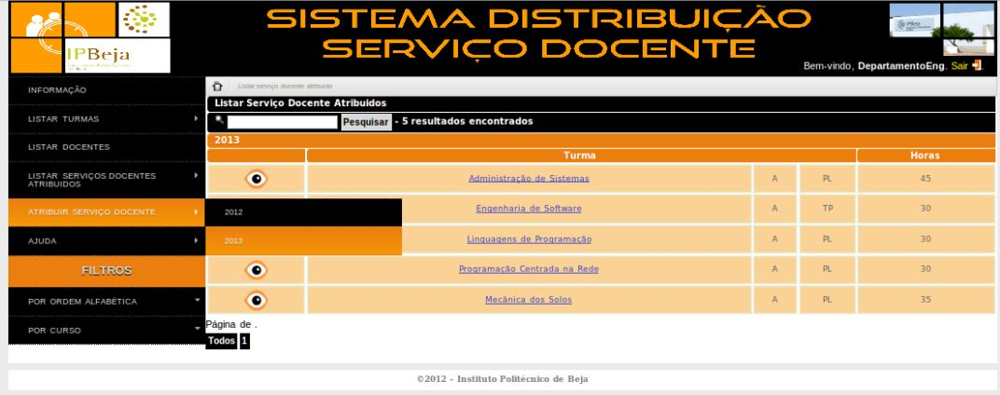 SISTEMA DISTRIBUIÇÃO
SERVIÇO DOCENTE
IPBeja
IPBeja
Bem-vindo, DepartamentoEng. Sair
INFORMAÇÃO
LISTAR TURMAS
LISTAR DOCENTES
LISTAR SERVIÇOS DOCENTES
ATRIBUIDOS
ATRIBUIR SERVIÇO DOCENTE
2012
2013
AJUDA
FILTROS
POR ORDEM ALFABÉTICA
POR CURSO
Listar serviço docente atribuido
Listar Serviço Docente Atribuidos
Pesquisar - 5 resultados encontrados
2013
Turma Horas
Administração de Sistemas A PL 45
Engenharia de Software A TP 30
Linguagens de Programação A PL 30
Programação Centrada na Rede A PL 30
Mecânica dos Solos A PL 35
Página de .
Todos 1
©2012 - Instituto Politécnico de Beja